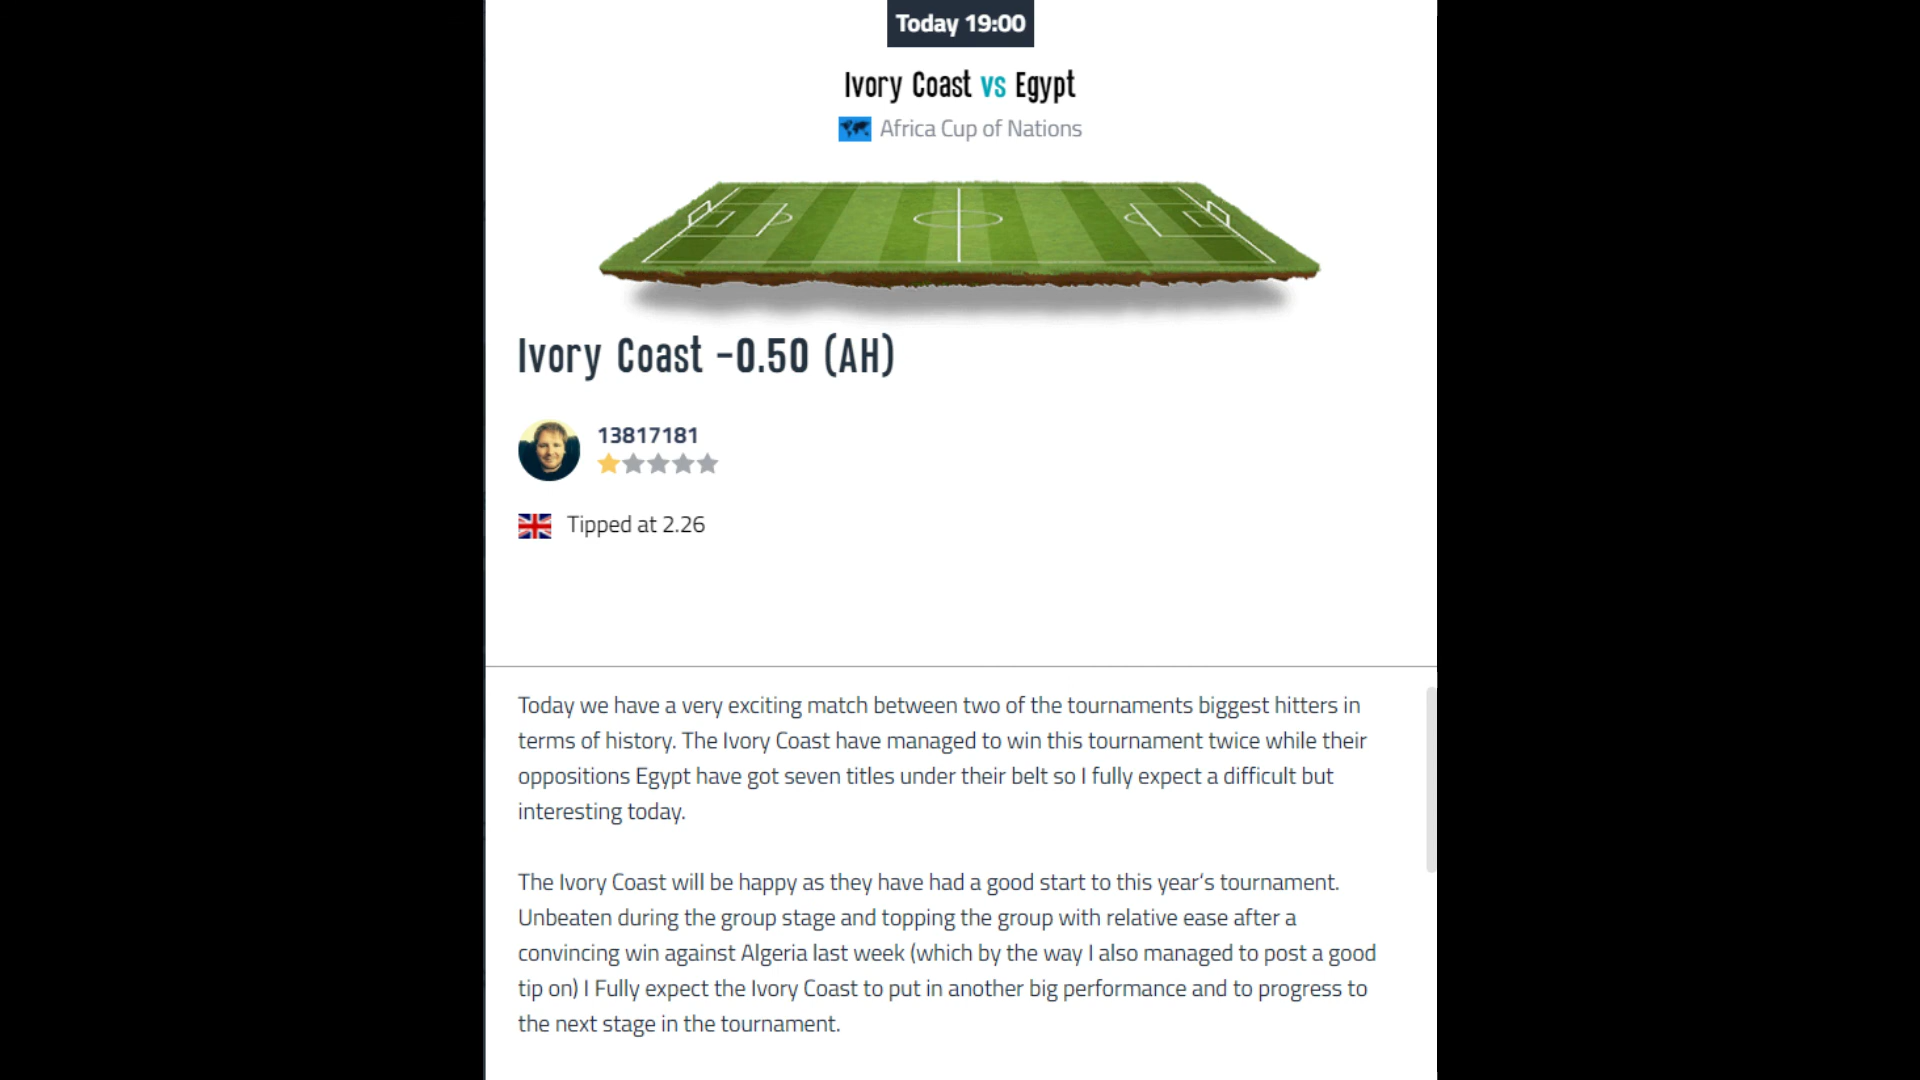 Today 19:00
Ivory Coast vs Egypt
Africa Cup of Nations
Ivory Coast -0.50 (AH)
13817181
Tipped at 2.26
Today we have a very exciting match between two of the tournaments biggest hitters in
terms of history. The Ivory Coast have managed to win this tournament twice while their
oppositions Egypt have got seven titles under their belt so I fully expect a difficult but
interesting today.
The Ivory Coast will be happy as they have had a good start to this year's tournament.
Unbeaten during the group stage and topping the group with relative ease after a
convincing win against Algeria last week (which by the way I also managed to post a good
tip on) I Fully expect the Ivory Coast to put in another big performance and to progress to
the next stage in the tournament.